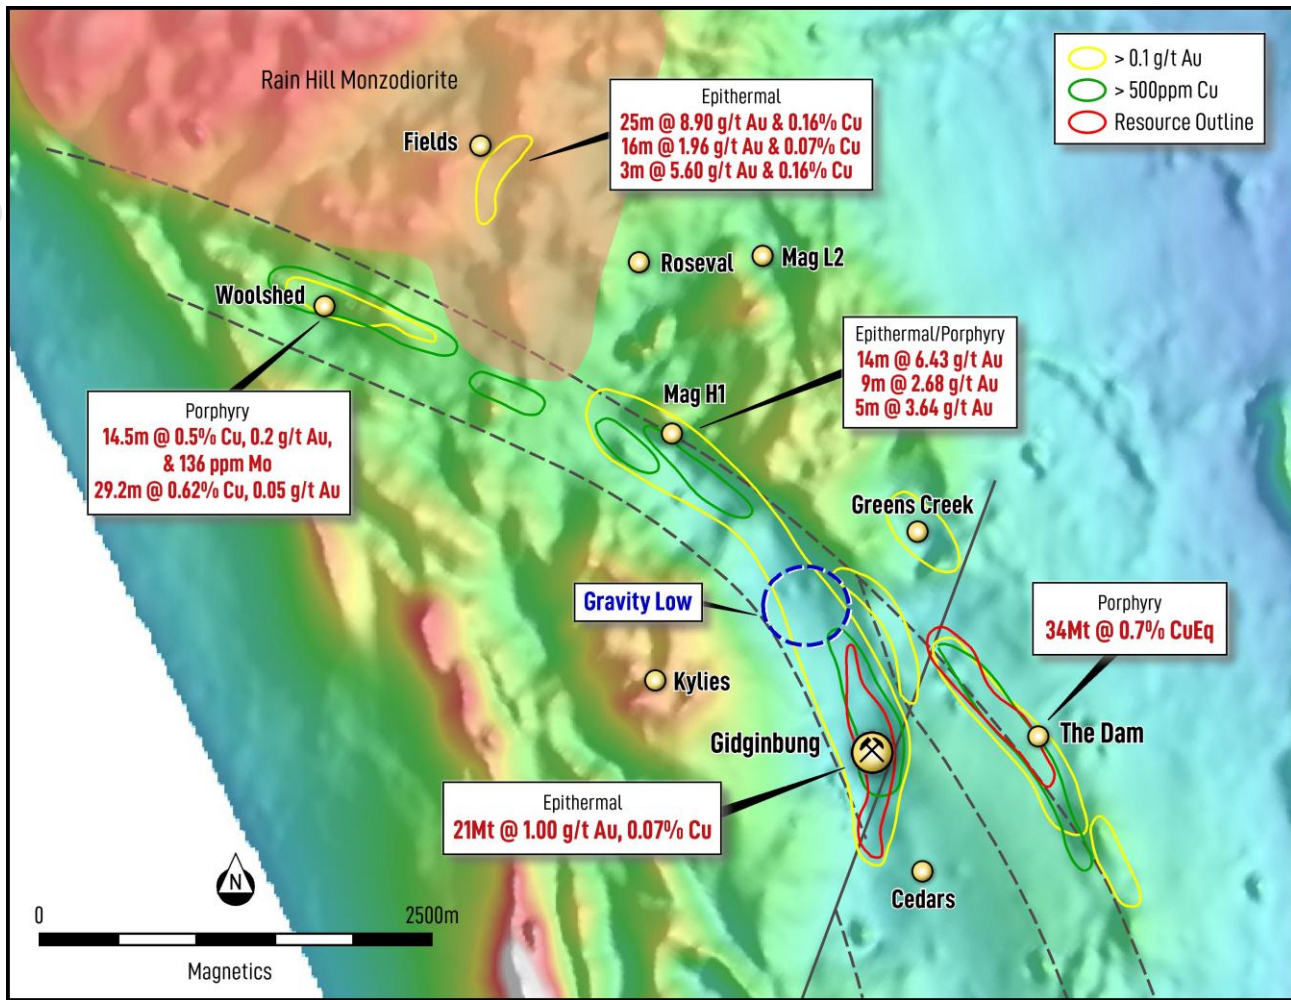 > 0.1 g/t Au
> 500ppm Cu
Resource Outline
Rain Hill Monzodiorite
Fields
Epithermal
25m @ 8.90 g/t Au & 0.16% Cu
16m @ 1.96 g/t Au & 0.07% Cu
3m @ 5.60 g/t Au & 0.16% Cu
Roseval
Mag L2
Woolshed
Porphyry
14.5m @ 0.5% Cu, 0.2 g/t Au,
& 136 ppm Mo
29.2m @ 0.62% Cu, 0.05 g/t Au
Mag H1
Epithermal/Porphyry
14m @ 6.43 g/t Au
9m @ 2.68 g/t Au
5m @ 3.64 g/t Au
Greens Creek
Gravity Low
Porphyry
34Mt @ 0.7% CuEq
Kylies
Gidginbung
The Dam
Epithermal
21Mt @ 1.00 g/t Au, 0.07% Cu
Cedars
N
0
2500m
Magnetics